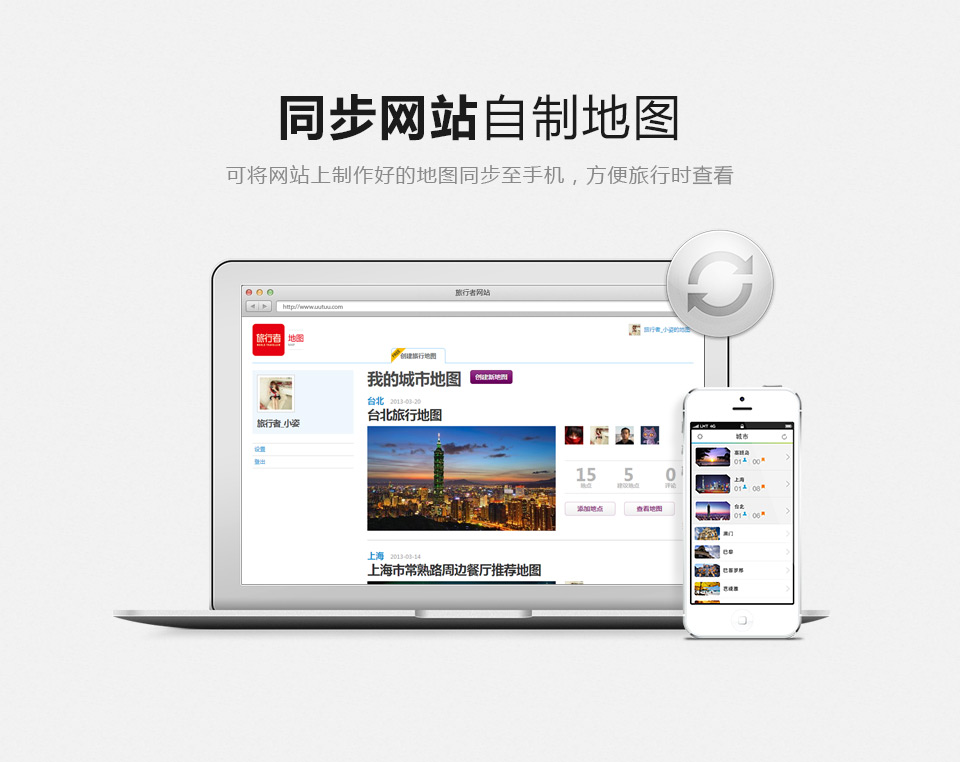 同步网站自制地图
可将网站上制作好的地图同步至手机，方便旅行时查看
旅行者网站
http://www.uutuu.com
旅行者
地图
旅行者_小姿的地图
FREE
创建旅行地图
我的城市地图
创建新地图
旅行者_小姿
设置
登出
台北 2013-03-20
台北旅行地图
15 5 0
地点 建议地点 评论
添加地点 查看地图
上海 2013-03-14
上海市常熟路周边餐厅推荐地图
城市
01 00
上海
01 08
台北
01 06
澳门
巴黎
巴塞罗那
芭堤雅